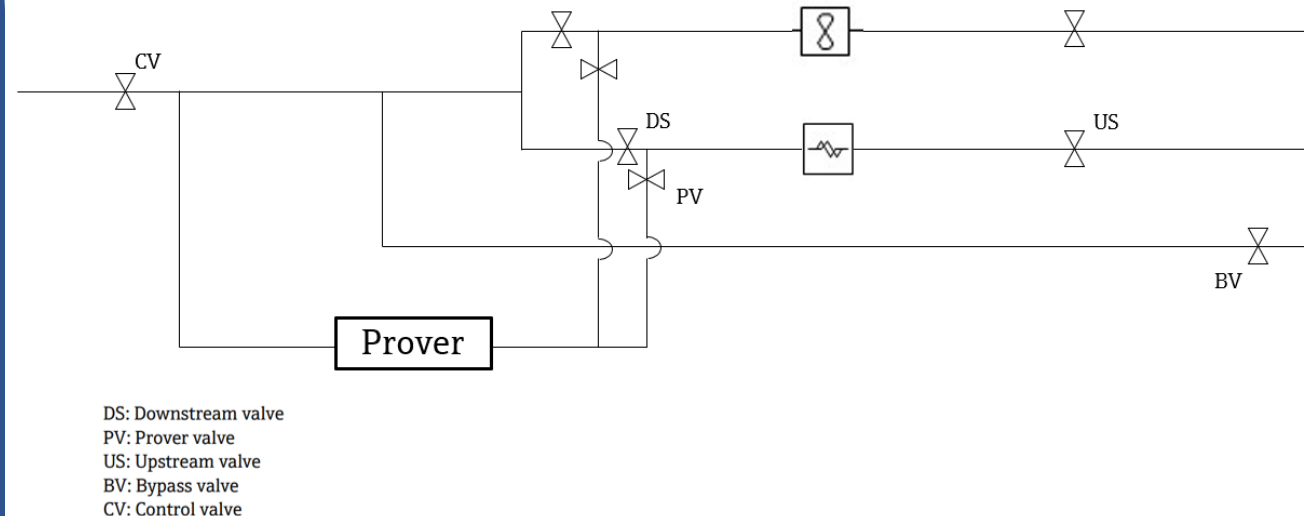 CV
DS
US
PV
BV
Prover
DS: Downstream valve
PV: Prover valve
US: Upstream valve
BV: Bypass valve
CV: Control valve